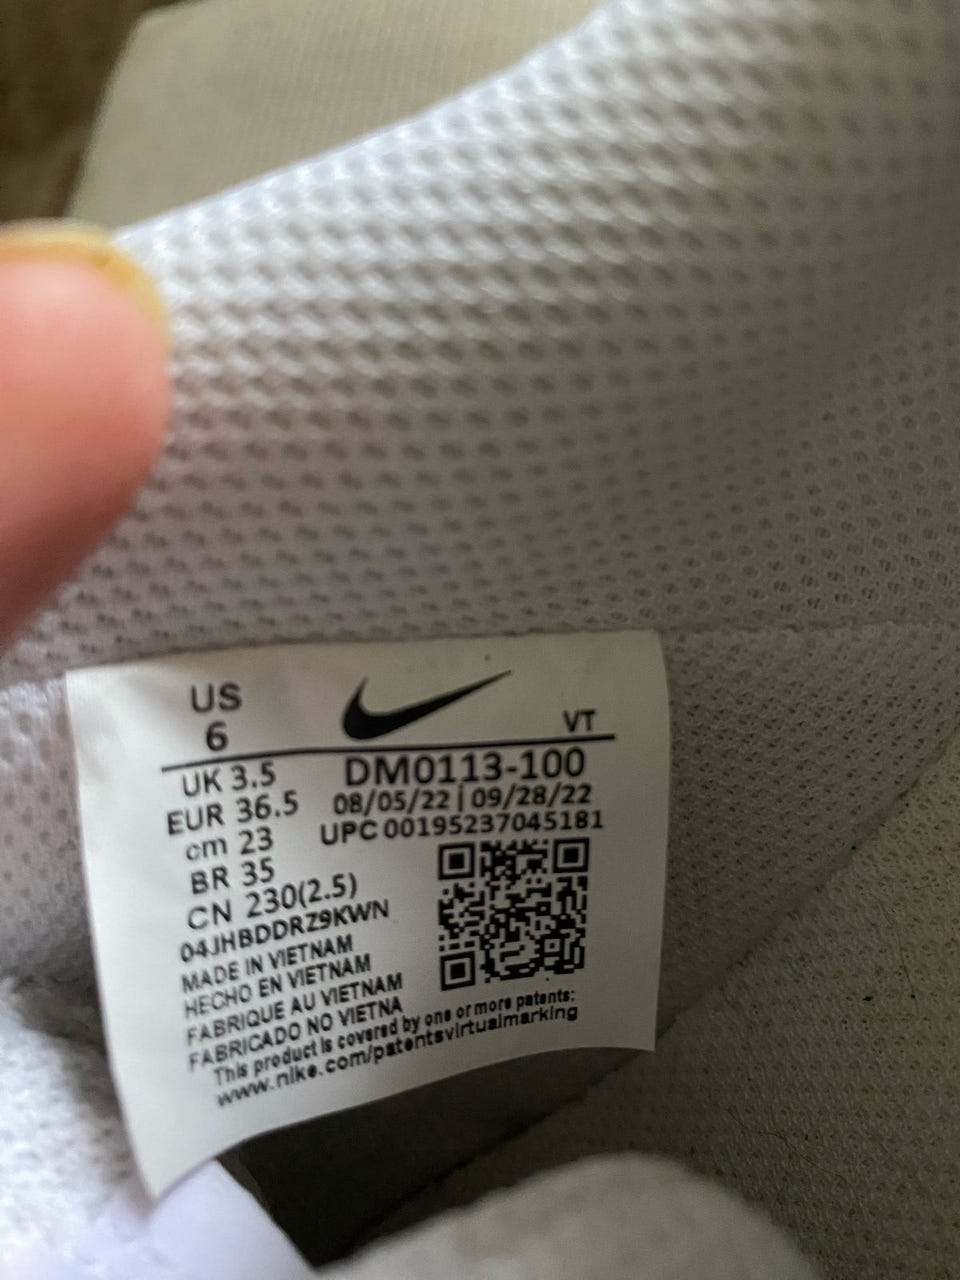 US
6
VT
UK 3.5
EUR 36.5
cm 23
BR 35
CN 230(2.5)
DM0113-100
08/05/22 | 09/28/22
UPC 00195237045181
04JHBDDRZ9KWN
MADE IN VIETNAM
HECHO EN VIETNAM
FABRIQUE AU VIETNAM
FABRICADO NO VIETNA
This product is covered by one or more patents:
www.nike.com/patentsvirtualmarking